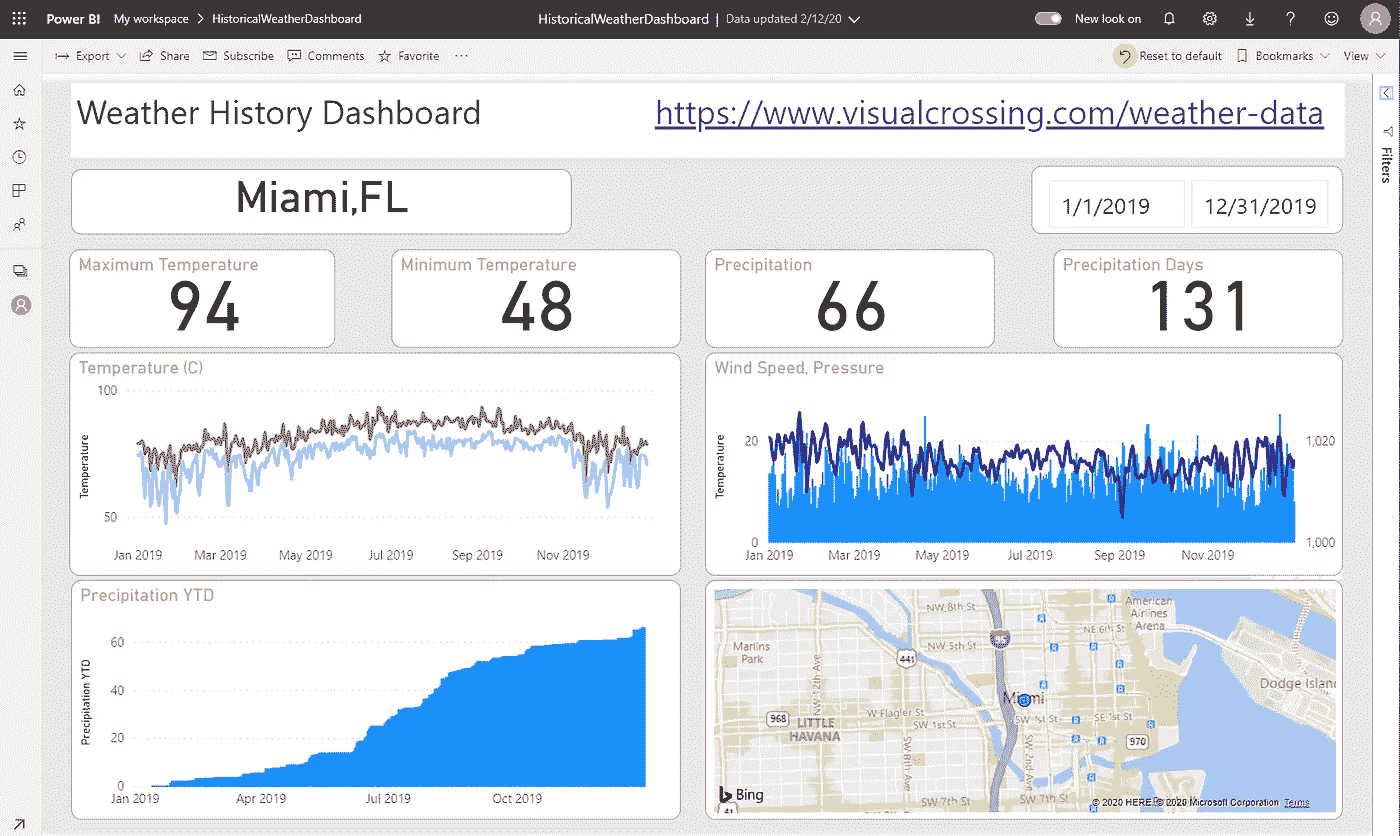 Power BI My workspace > HistoricalWeatherDashboard
HistoricalWeatherDashboard | Data updated 2/12/20
New look on
Export Share Subscribe Comments Favorite ...
Reset to default Bookmarks View
Filters
Weather History Dashboard
https://www.visualcrossing.com/weather-data
Miami,FL
1/1/2019 12/31/2019
Maximum Temperature
94
Minimum Temperature
48
Precipitation
66
Precipitation Days
131
Temperature (C)
Temperature
100
50
Jan 2019 Mar 2019 May 2019 Jul 2019 Sep 2019 Nov 2019
Wind Speed, Pressure
Temperature
20
0
1,020
1,000
Jan 2019 Mar 2019 May 2019 Jul 2019 Sep 2019 Nov 2019
Precipitation YTD
Precipitation YTD
60
40
20
0
Jan 2019 Apr 2019 Jul 2019 Oct 2019
NW 8th St
American
Airlines
Arena
NE 6th St
95
Marlins
Park
NW 5th St
441
NW 12th Ave
Dodge Island
Miami
968
LITTLE
HAVANA
W Flagler St
SW 1st St
SW 1st St
SE 1st St
970
SW 8th Ave
SW 2nd Ave
Bing
41
SW 7th St
SW 7th St
© 2020 HERE, © 2020 Microsoft Corporation Terms